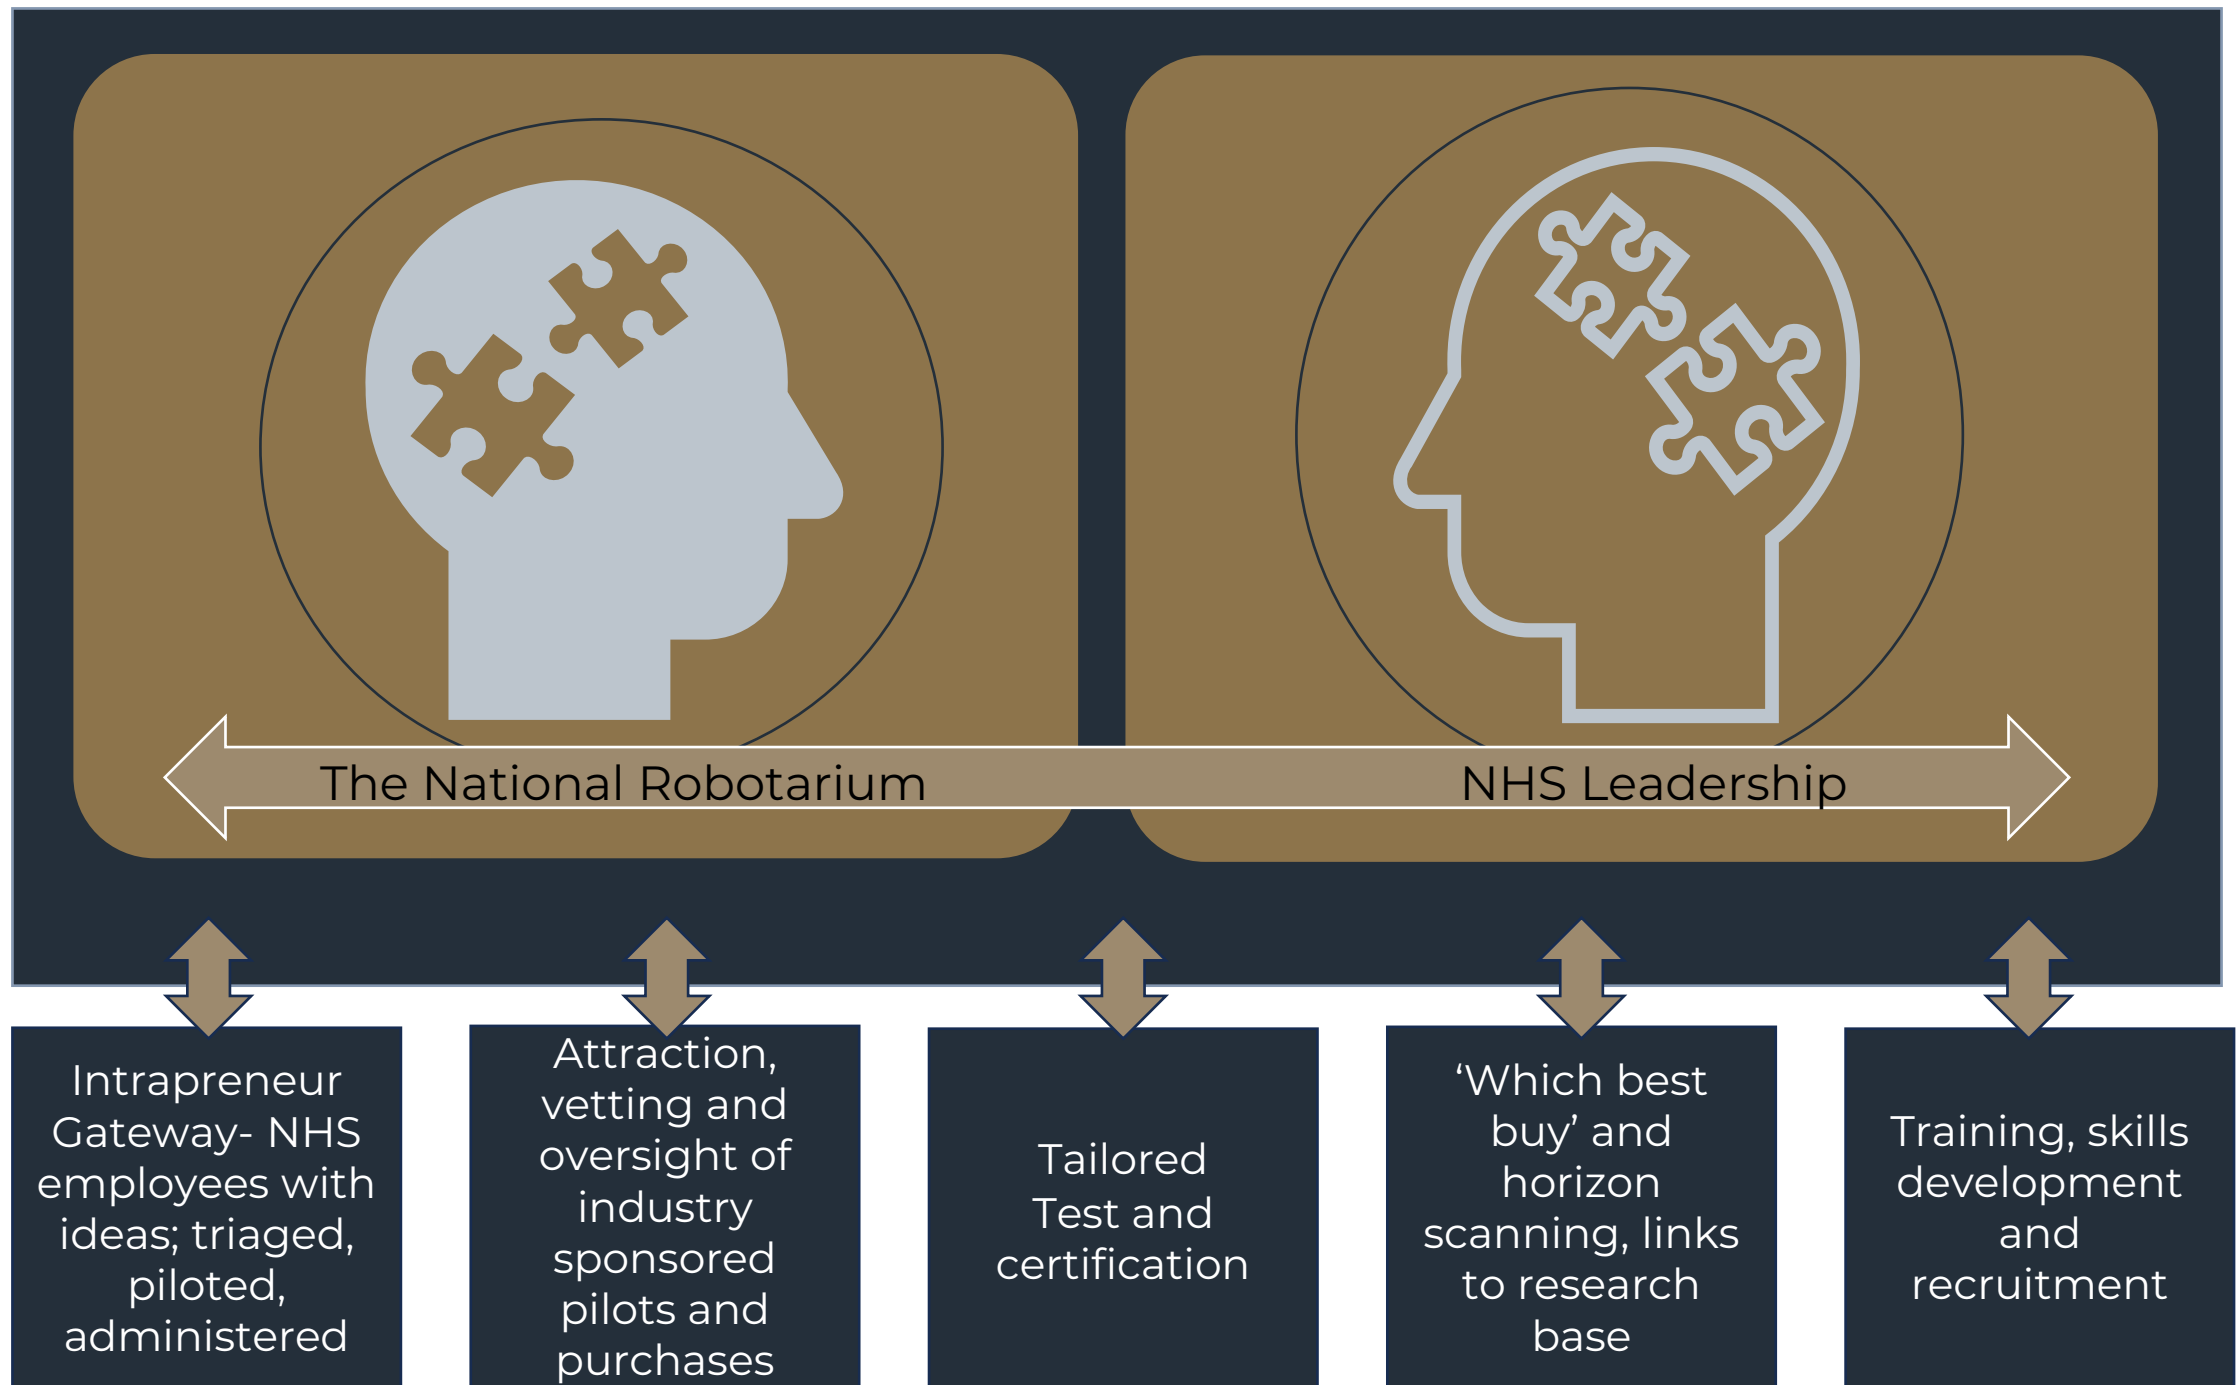 The National Robotarium
NHS Leadership
Intrapreneur
Gateway- NHS
employees with
ideas; triaged,
piloted,
administered
Attraction,
vetting and
oversight of
industry
sponsored
pilots and
purchases
Tailored
Test and
certification
‘Which best
buy’ and
horizon
scanning, links
to research
base
Training, skills
development
and
recruitment